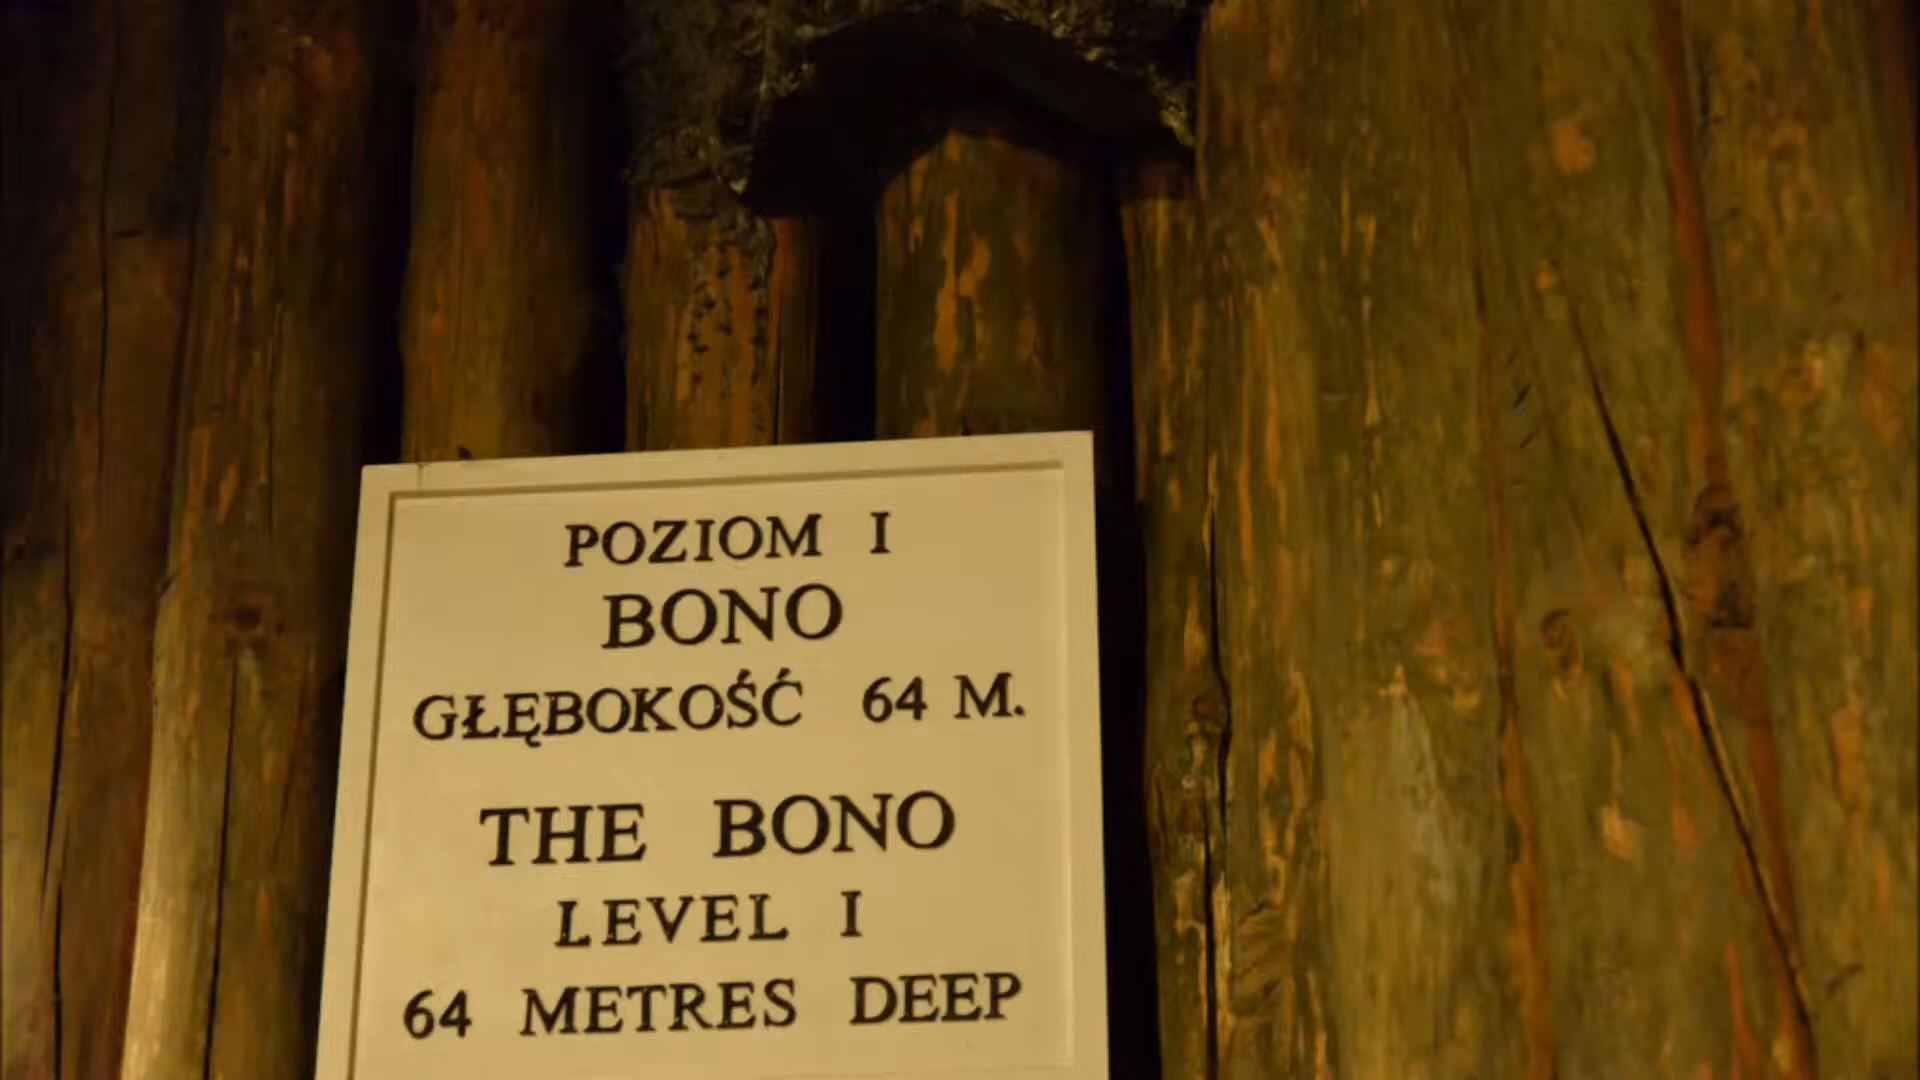 POZIOM I
BONO
GŁĘBOKOŚĆ 64 M.
THE BONO
LEVEL I
64 METRES DEEP